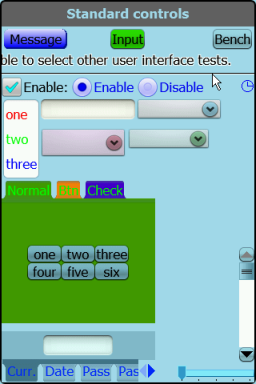 Standard controls
Message Input Bench
ble to select other user interface tests.
Enable: Enable Disable
one
two
three
Normal Check
one two three
four five six
Curr. Date Pass Pas